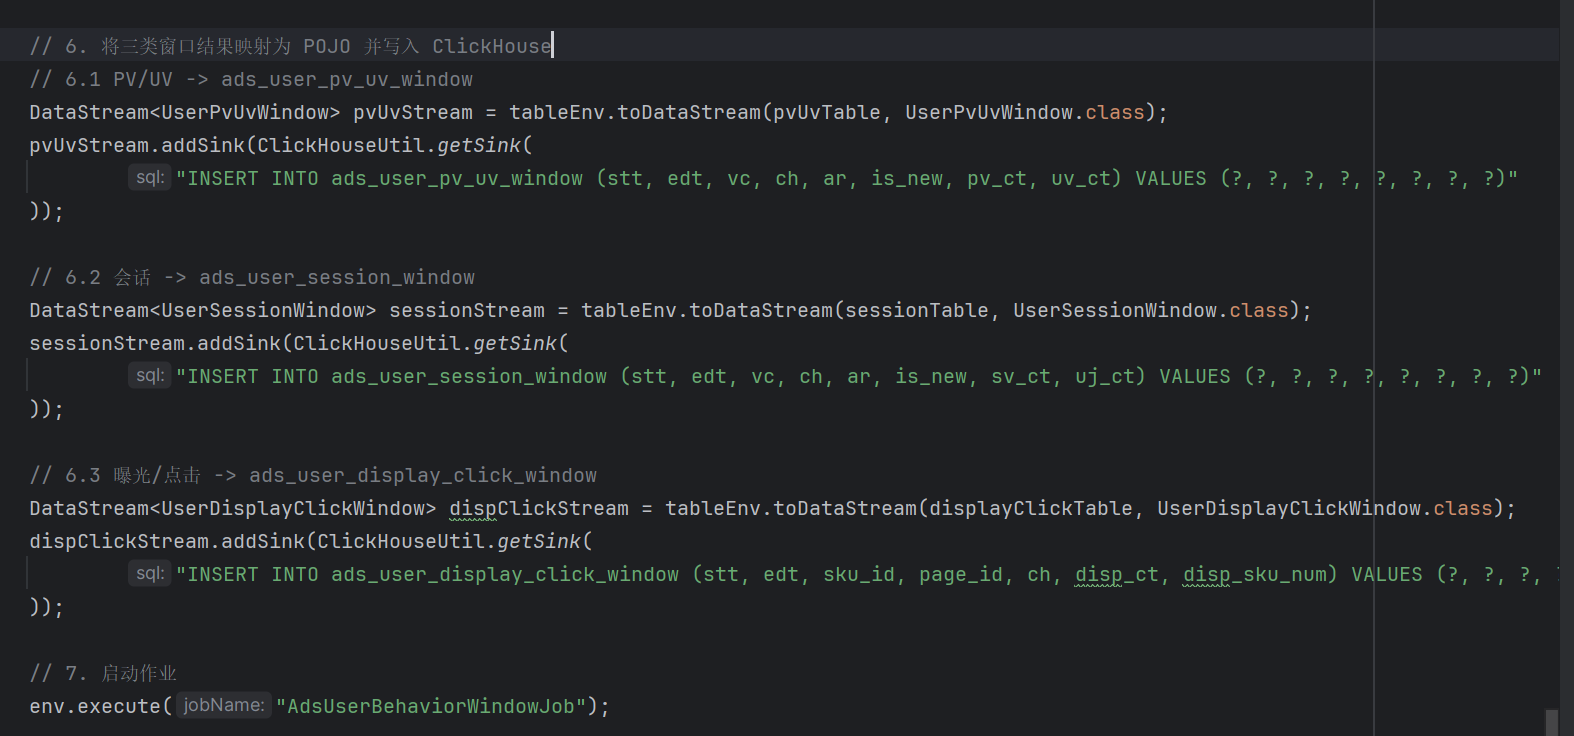 // 6. 将三类窗口结果映射为 POJO 并写入 ClickHouse
// 6.1 PV/UV -> ads_user_pv_uv_window
DataStream<UserPvUvWindow> pvUvStream = tableEnv.toDataStream(pvUvTable, UserPvUvWindow.class);
pvUvStream.addSink(ClickHouseUtil.getSink(
sql: "INSERT INTO ads_user_pv_uv_window (stt, edt, vc, ch, ar, is_new, pv_ct, uv_ct) VALUES (?, ?, ?, ?, ?, ?, ?, ?)"
));
// 6.2 会话 -> ads_user_session_window
DataStream<UserSessionWindow> sessionStream = tableEnv.toDataStream(sessionTable, UserSessionWindow.class);
sessionStream.addSink(ClickHouseUtil.getSink(
sql: "INSERT INTO ads_user_session_window (stt, edt, vc, ch, ar, is_new, sv_ct, uj_ct) VALUES (?, ?, ?, ?, ?, ?, ?, ?)"
));
// 6.3 曝光/点击 -> ads_user_display_click_window
DataStream<UserDisplayClickWindow> dispClickStream = tableEnv.toDataStream(displayClickTable, UserDisplayClickWindow.class);
dispClickStream.addSink(ClickHouseUtil.getSink(
sql: "INSERT INTO ads_user_display_click_window (stt, edt, sku_id, page_id, ch, disp_ct, disp_sku_num) VALUES (?, ?, ?,
));
// 7. 启动作业
env.execute( jobName: "AdsUserBehaviorWindowJob");